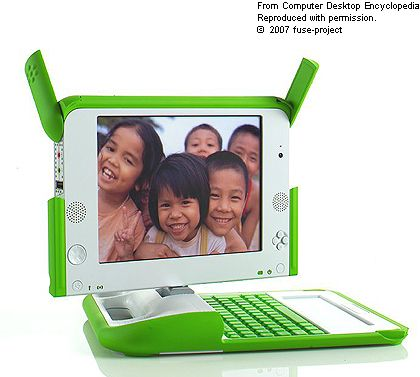 From Computer Desktop Encyclopedia
Reproduced with permission.
© 2007 fuse-project